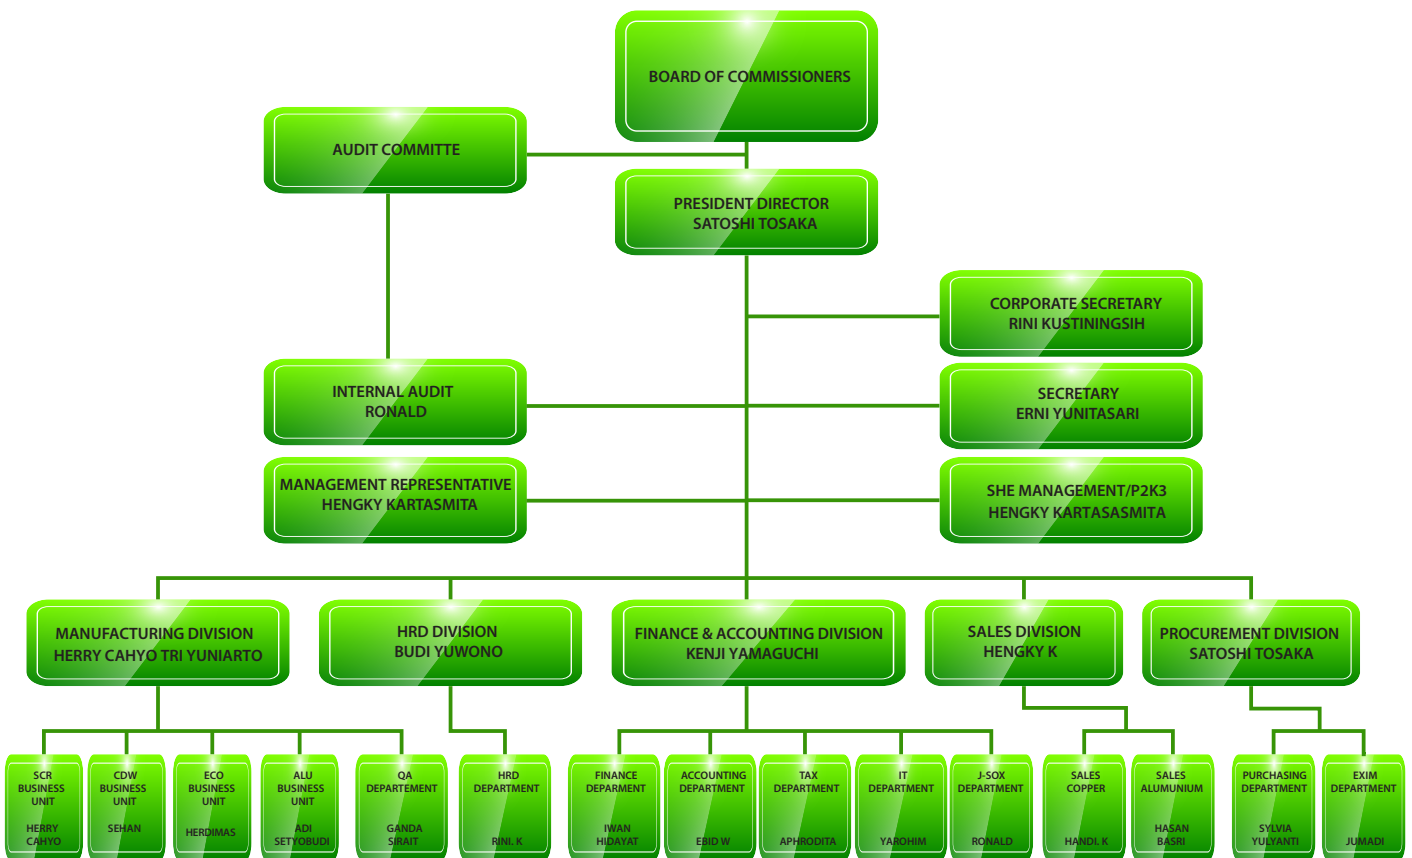 BOARD OF COMMISSIONERS
AUDIT COMMITTE
PRESIDENT DIRECTOR
SATOSHI TOSAKA
CORPORATE SECRETARY
RINI KUSTININGSIH
INTERNAL AUDIT
RONALD
SECRETARY
ERNI YUNITASARI
MANAGEMENT REPRESENTATIVE
HENGKY KARTASMITA
SHE MANAGEMENT/P2K3
HENGKY KARTASASMITA
MANUFACTURING DIVISION
HERRY CAHYO TRI YUNIARTO
HRD DIVISION
BUDI YUWONO
FINANCE & ACCOUNTING DIVISION
KENJI YAMAGUCHI
SALES DIVISION
HENGKY K
PROCUREMENT DIVISION
SATOSHI TOSAKA
SCR
BUSINESS
UNIT
HERRY
CAHYO
CDW
BUSINESS
UNIT
SEHAN
ECO
BUSINESS
UNIT
HERDIMAS
ALU
BUSINESS
UNIT
ADI
SETYOBUDI
QA
DEPARTEMENT
GANDA
SIRAIT
HRD
DEPARTMENT
RINI. K
FINANCE
DEPARMENT
IWAN
HIDAYAT
ACCOUNTING
DEPARTMENT
EBID W
TAX
DEPARTMENT
APHRODITA
IT
DEPARTMENT
YAROHIM
J-SOX
DEPARTMENT
RONALD
SALES
COPPER
HANDI. K
SALES
ALUMUNIUM
HASAN
BASRI
PURCHASING
DEPARTMENT
SYLVIA
YULYANTI
EXIM
DEPARTMENT
JUMADI